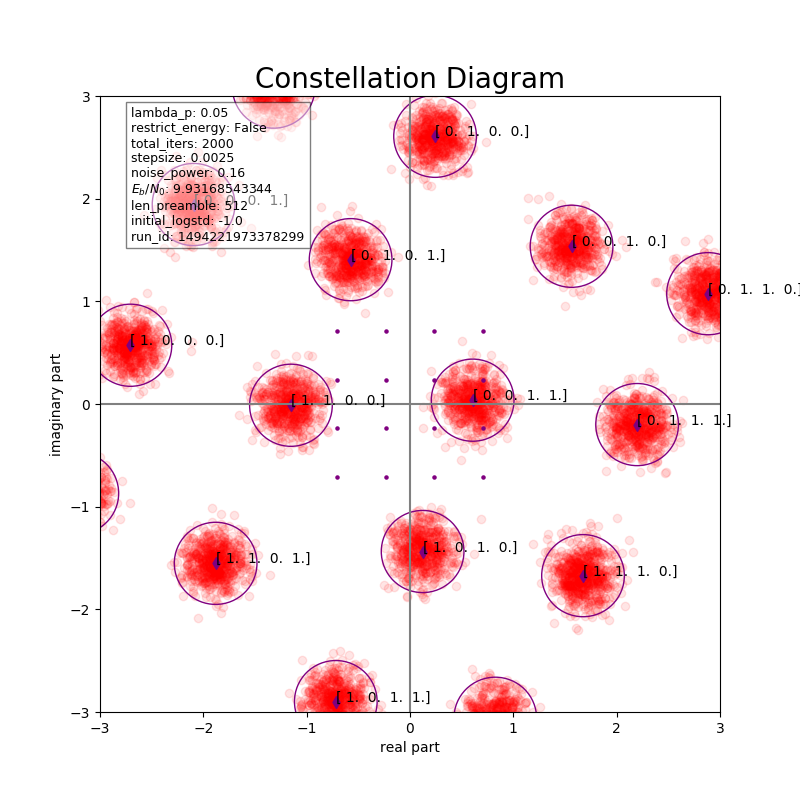 Constellation Diagram
3
lambda_p: 0.05
restrict_energy: False
total_iters: 2000
stepsize: 0.0025
noise_power: 0.16
E_b/N_0: 9.93168543344
len_preamble: 512
initial_logstd: -1.0
run_id: 1494221973378299
[ 0. 1. 0. 0.]
0. 1.]
2
[ 0. 1. 0. 1.]
[ 0. 0. 1. 0.]
[ 0. 1. 1. 0.]
1
[ 1. 0. 0. 0.]
[ 1. 1. 0. 0.]
[ 0. 0. 1. 1.]
0
[ 0. 1. 1. 1.]
imaginary part
−1
[ 1. 1. 0. 1.]
[ 1. 0. 1. 0.]
[ 1. 1. 1. 0.]
−2
[ 1. 0. 1. 1.]
−3
−3 −2 −1 0 1 2 3
real part